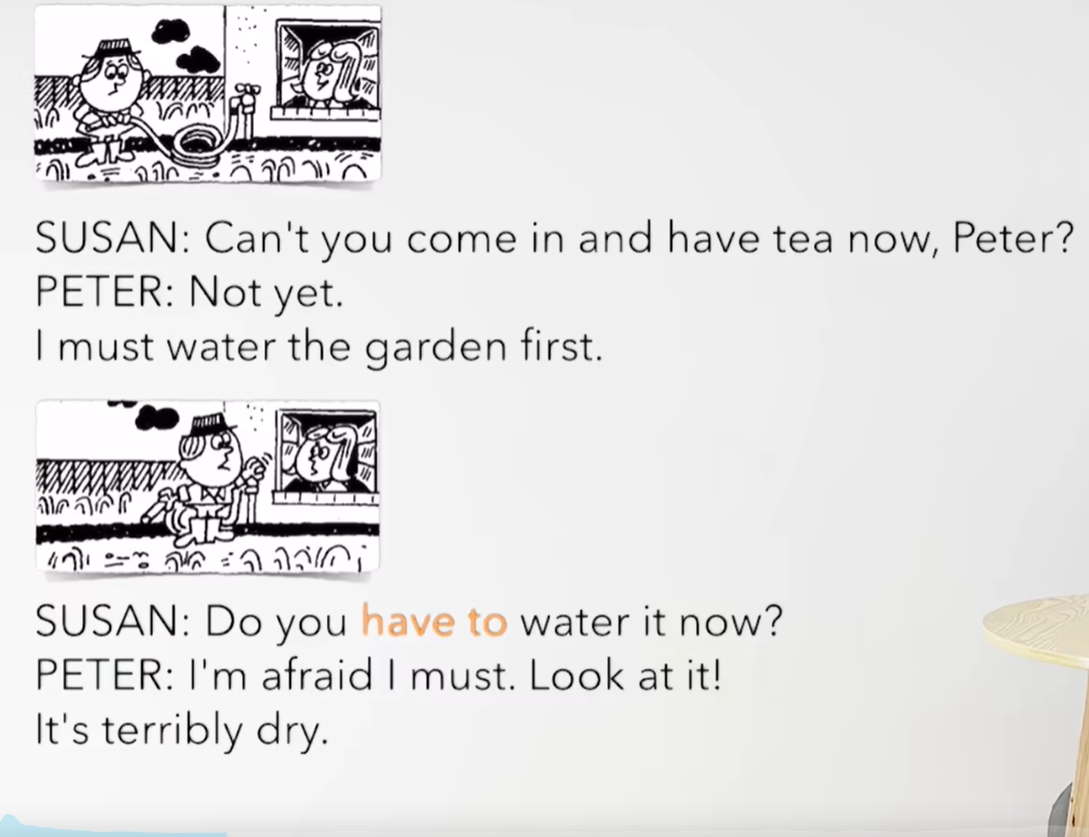 SUSAN: Can't you come in and have tea now, Peter?
PETER: Not yet.
I must water the garden first.
SUSAN: Do you have to water it now?
PETER: I'm afraid I must. Look at it!
It's terribly dry.